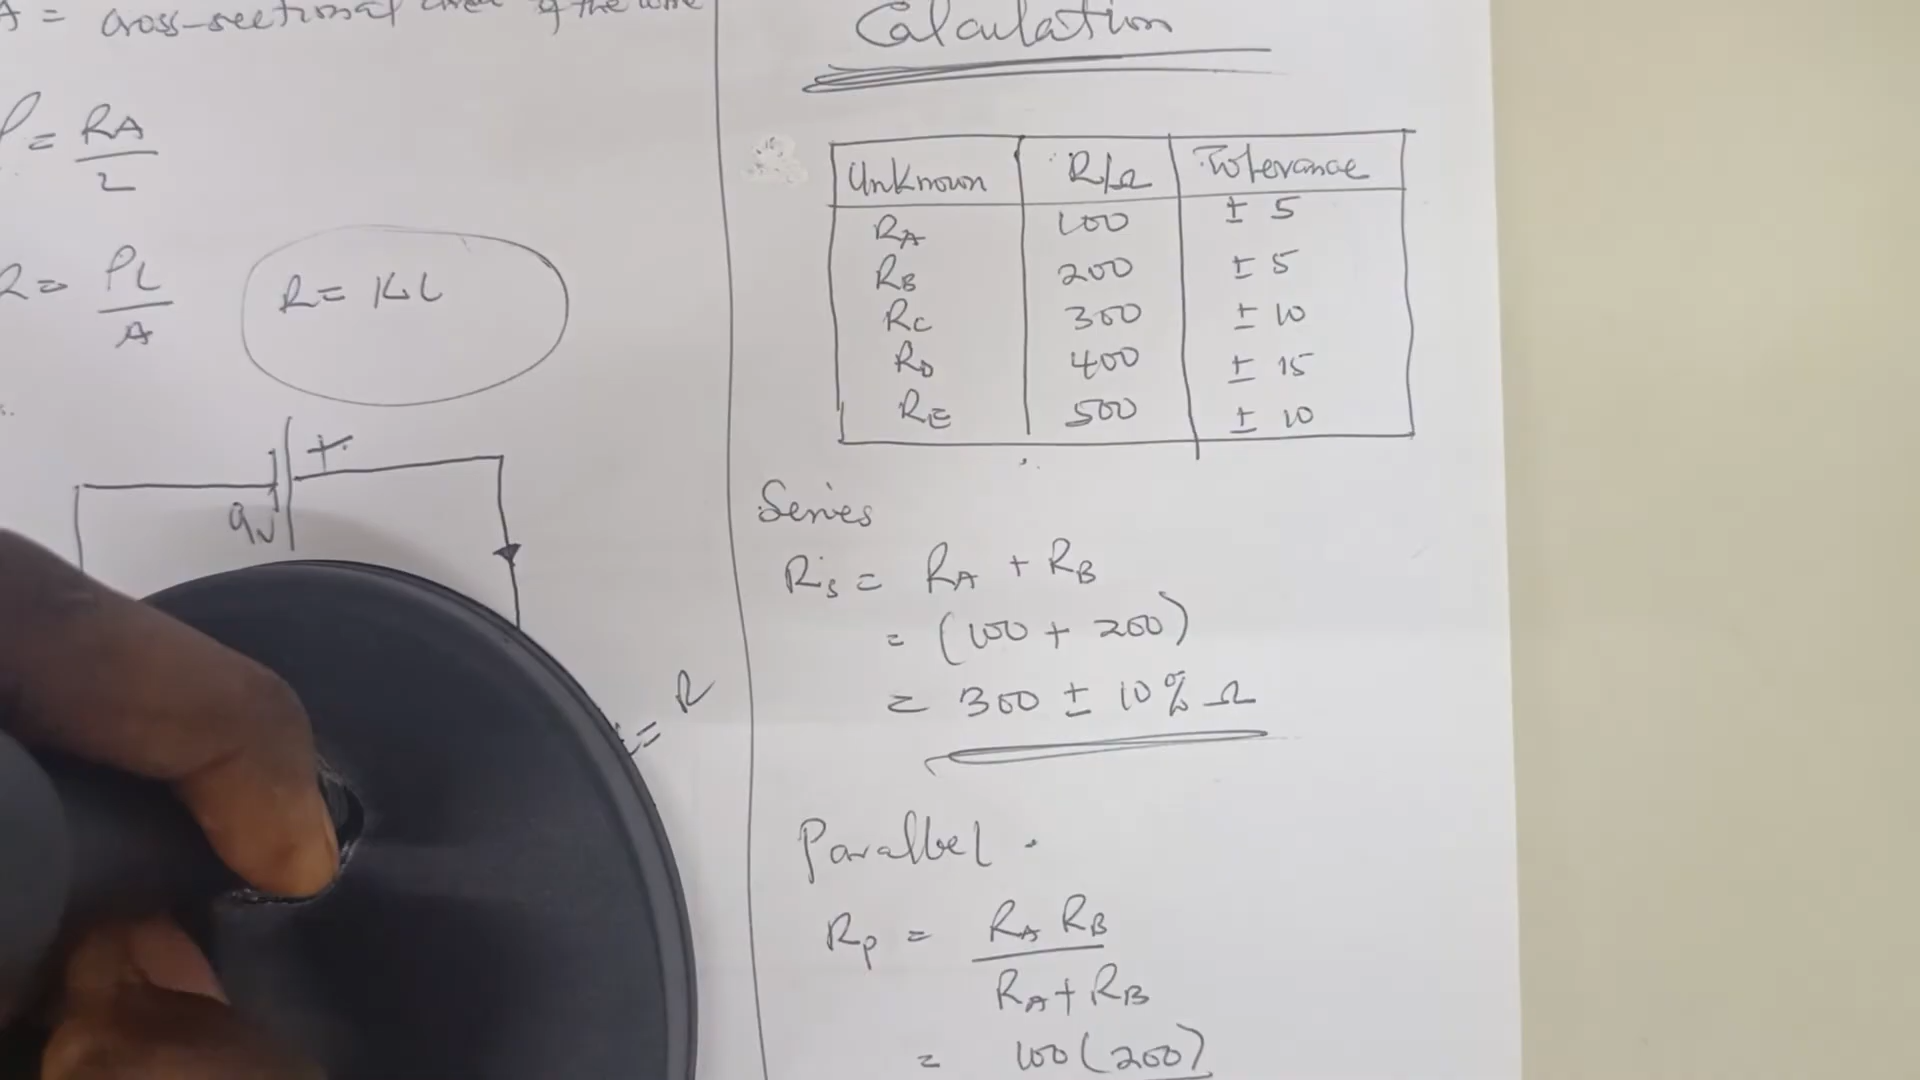 A = cross-sectional area of the wire
ρ = RA
L
R = ρL
A
R = KL
+
9v
= R
Calculation
Unknown R/Ω Tolerance
RA 100 ± 5
RB 200 ± 5
RC 300 ± 10
RD 400 ± 15
RE 500 ± 10
Series
Rs = RA + RB
= (100 + 200)
= 300 ± 10% Ω
Parallel
Rp = RA RB
RA + RB
= 100(200)